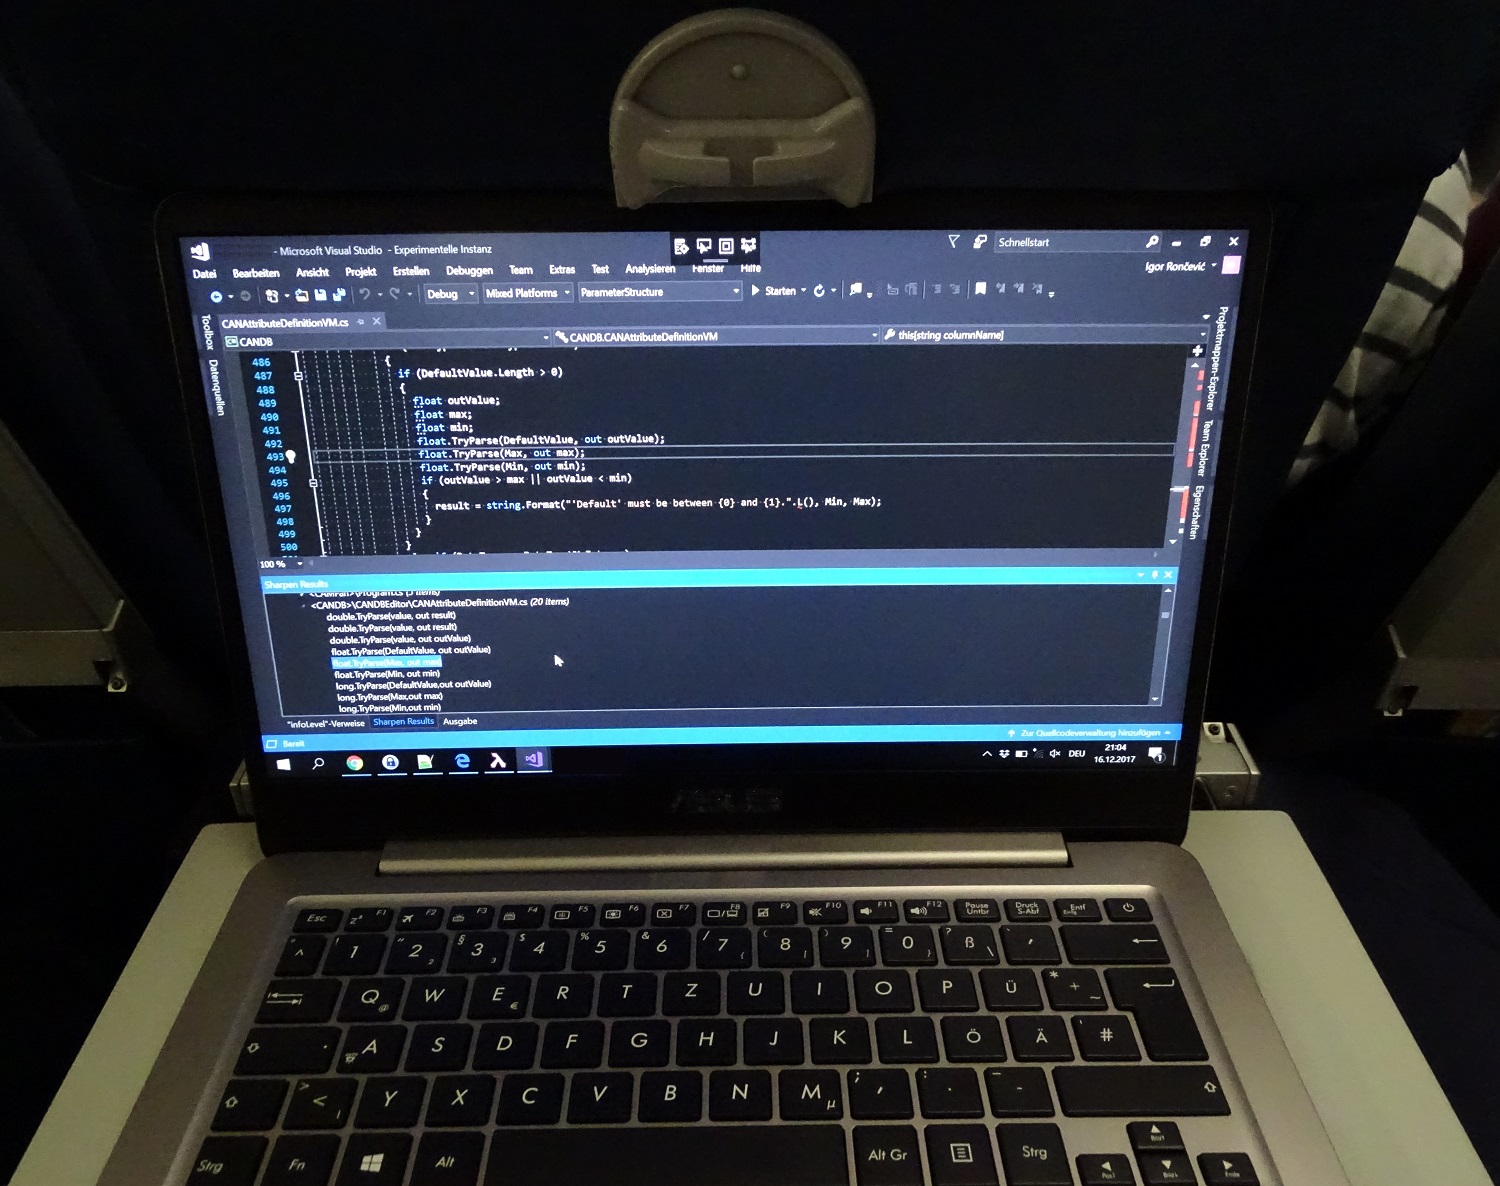 - Microsoft Visual Studio - Experimentelle Instanz
Schnellstart
Datei Bearbeiten Ansicht Projekt Erstellen Debuggen Team Extras Test Analysieren Fenster Hilfe
Igor Rončević
Debug Mixed Platforms ParameterStructure Starten
Toolbox
Datenquellen
Projektmappen-Explorer
Team Explorer
Eigenschaften
CANAttributeDefinitionVM.cs
CANDB CANDB.CANAttributeDefinitionVM this[string columnName]
486 {
487 if (DefaultValue.Length > 0)
488 {
489 float outValue;
490 float max;
491 float min;
492 float.TryParse(DefaultValue, out outValue);
493 float.TryParse(Max, out max);
494 float.TryParse(Min, out min);
495 if (outValue > max || outValue < min)
496 {
497 result = string.Format("'Default' must be between {0} and {1}.".L(), Min, Max);
498 }
499 }
500 }
100 %
Sharpen Results
<CANDB>\CANDBEditor\CANAttributeDefinitionVM.cs (20 items)
double.TryParse(value, out result)
double.TryParse(value, out result)
double.TryParse(value, out outValue)
float.TryParse(DefaultValue, out outValue)
float.TryParse(Max, out max)
float.TryParse(Min, out min)
long.TryParse(DefaultValue,out outValue)
long.TryParse(Max,out max)
long.TryParse(Min,out min)
"infoLevel"-Verweise Sharpen Results Ausgabe
Bereit Zur Quellcodeverwaltung hinzufügen
DEU 21:04
16.12.2017
ASUS
Esc F1 F2 F3 F4 F5 F6 F7 F8 F9 F10 F11 F12 Pause Untbr Druck S-Abf Entf
^ ! 1 " 2 § 3 $ 4 % 5 & 6 / 7 ( 8 ) 9 = 0 ? ß \
Q @ W E € R T Z U I O P Ü * + ~
A S D F G H J K L Ö Ä ' #
> < Y X C V B N M µ ; , : . _ -
Strg Fn Alt Alt Gr Strg